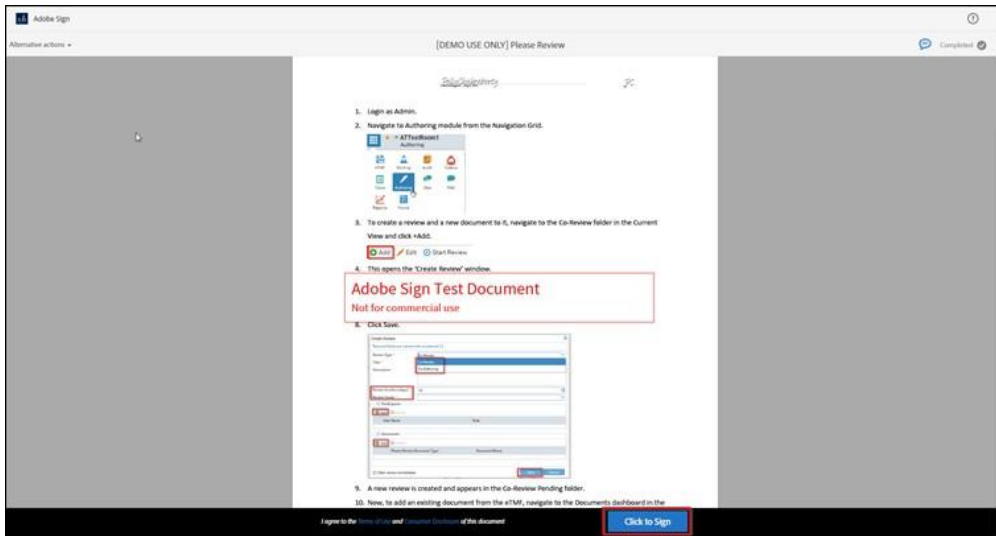 Adobe Sign
Alternative actions
[DEMO USE ONLY] Please Review
Completed
1. Login as Admin.
2. Navigate to Authoring module from the Navigation Grid.
Authoring
3. To create a review and a new document to it, navigate to the Co-Review folder in the Current
View and click +Add.
Add Edit Start Review
4. This opens the 'Create Review' window.
Adobe Sign Test Document
Not for commercial use
8. Click Save.
9. A new review is created and appears in the Co-Review Pending folder.
10. Now, to add an existing document from the eTMF, navigate to the Documents dashboard in the
I agree to the Terms of Use and Consumer Disclosure of this document
Click to Sign